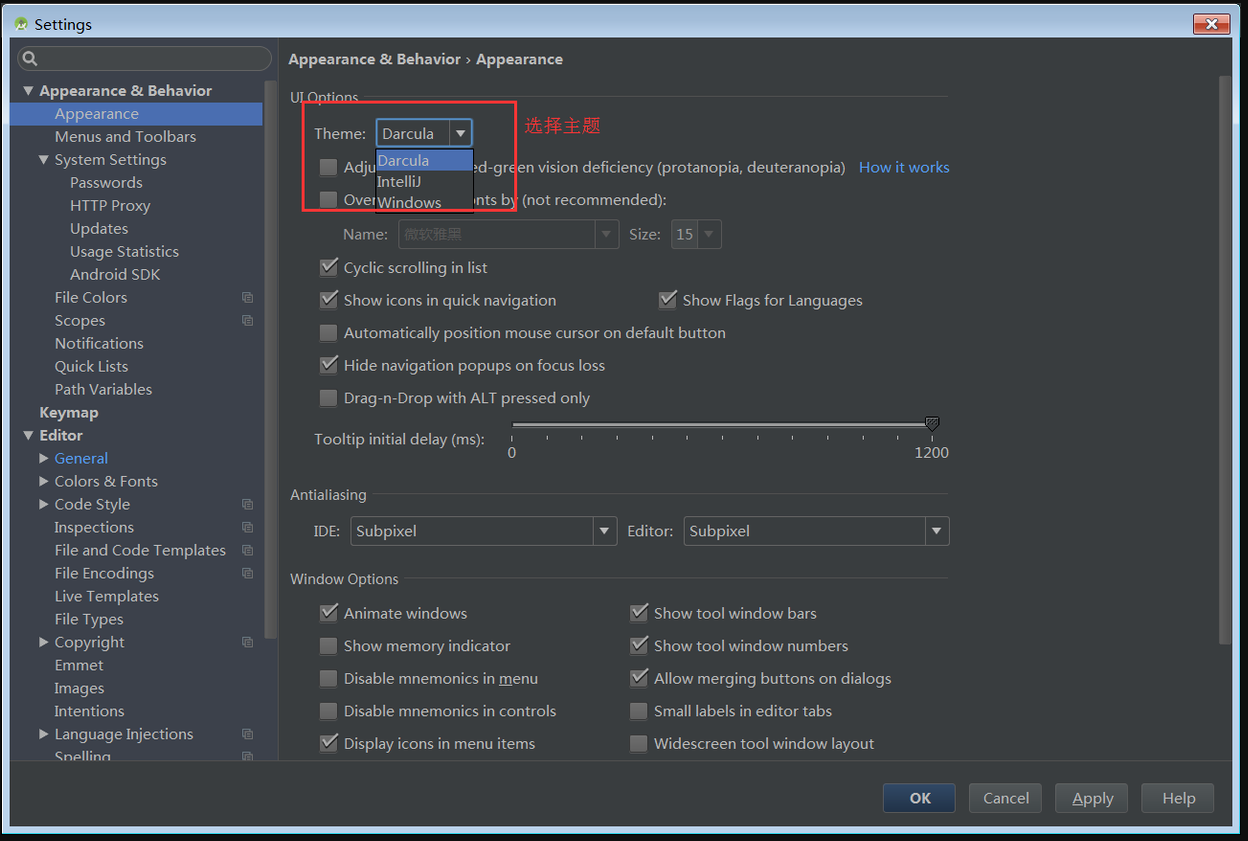 Settings
Appearance & Behavior
Appearance
Menus and Toolbars
System Settings
Passwords
HTTP Proxy
Updates
Usage Statistics
Android SDK
File Colors
Scopes
Notifications
Quick Lists
Path Variables
Keymap
Editor
General
Colors & Fonts
Code Style
Inspections
File and Code Templates
File Encodings
Live Templates
File Types
Copyright
Emmet
Images
Intentions
Language Injections
Spelling
Appearance & Behavior › Appearance
UI Options
Theme: Darcula 选择主题
Darcula
IntelliJ
Windows
ed-green vision deficiency (protanopia, deuteranopia) How it works
by (not recommended):
Name: 微软雅黑 Size: 15
Cyclic scrolling in list
Show icons in quick navigation Show Flags for Languages
Automatically position mouse cursor on default button
Hide navigation popups on focus loss
Drag-n-Drop with ALT pressed only
Tooltip initial delay (ms):
0 1200
Antialiasing
IDE: Subpixel Editor: Subpixel
Window Options
Animate windows Show tool window bars
Show memory indicator Show tool window numbers
Disable mnemonics in menu Allow merging buttons on dialogs
Disable mnemonics in controls Small labels in editor tabs
Display icons in menu items Widescreen tool window layout
OK Cancel Apply Help